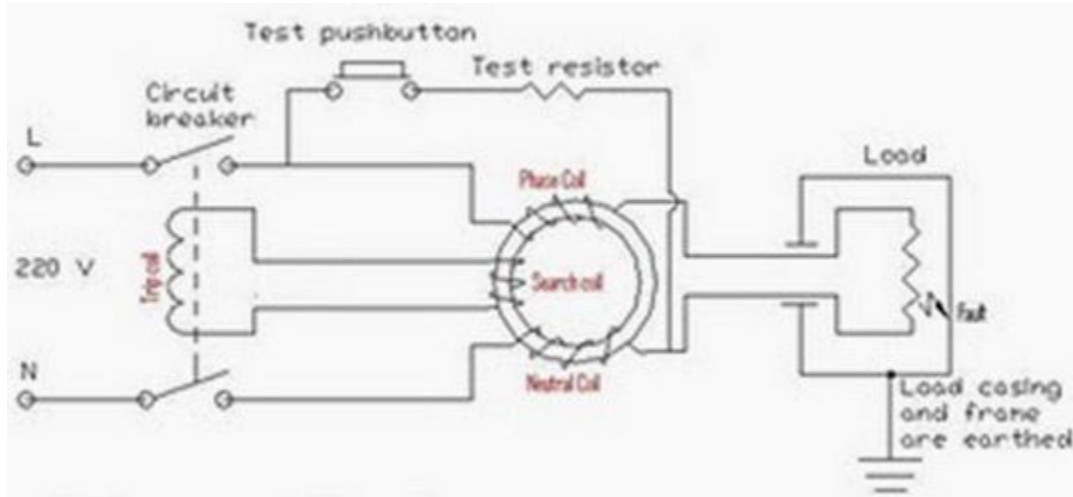 Test pushbutton
Test resistor
Circuit
breaker
L
Load
Phase Coil
220 V
Trip coil
Search coil
Fault
N
Neutral Coil
Load casing
and frame
are earthed